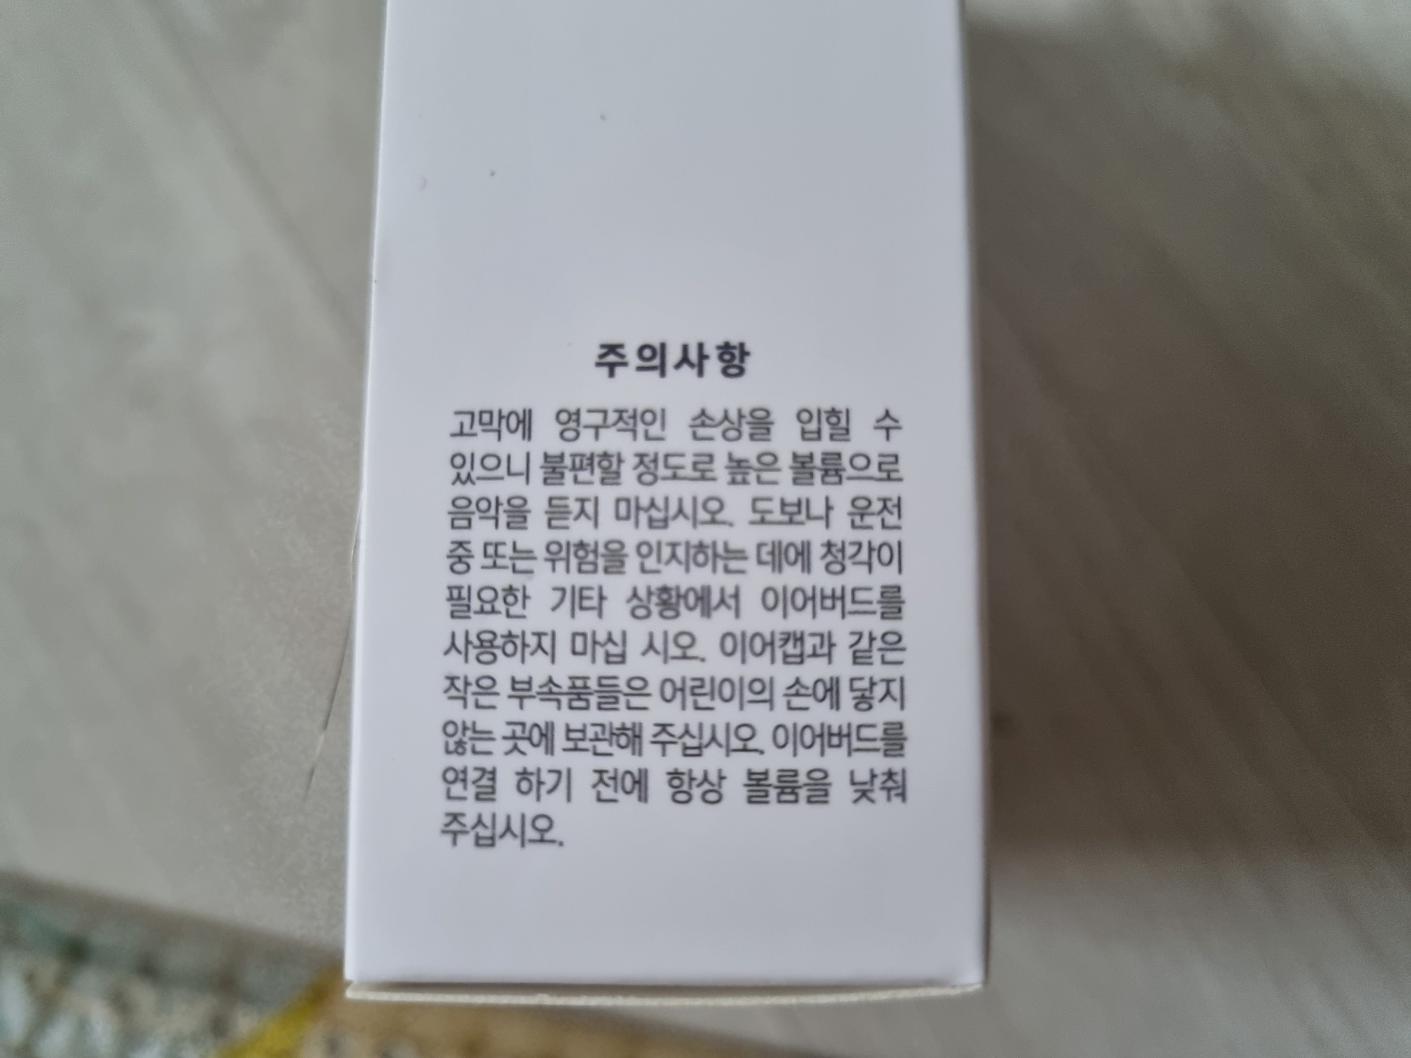 주의사항
고막에 영구적인 손상을 입힐 수
있으니 불편할 정도로 높은 볼륨으로
음악을 듣지 마십시오. 도보나 운전
중 또는 위험을 인지하는 데에 청각이
필요한 기타 상황에서 이어버드를
사용하지 마십 시오. 이어캡과 같은
작은 부속품들은 어린이의 손에 닿지
않는 곳에 보관해 주십시오. 이어버드를
연결 하기 전에 항상 볼륨을 낮춰
주십시오.